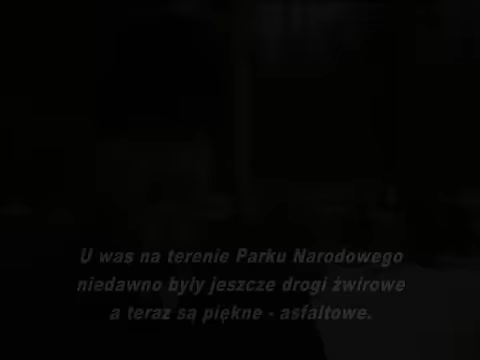 U was na terenie Parku Narodowego
niedawno były jeszcze drogi żwirowe
a teraz są piękne - asfaltowe.